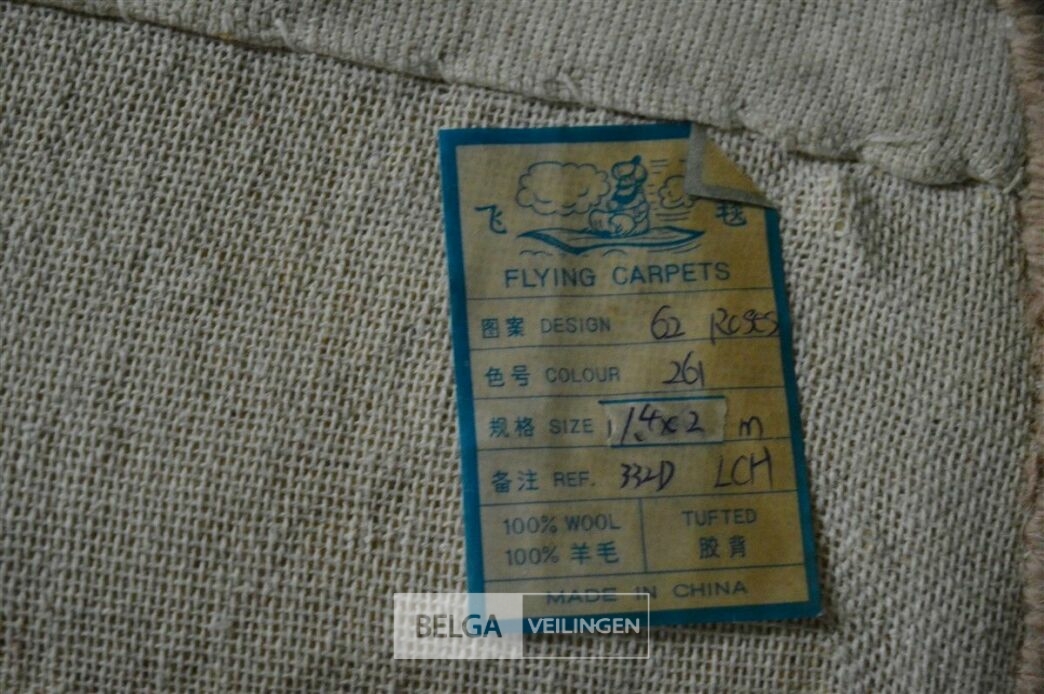 飞 毯
FLYING CARPETS
图案 DESIGN 62 Roses
色号 COLOUR 261
规格 SIZE 1.4x2 m
备注 REF. 332D LCH
100% WOOL TUFTED
100% 羊毛 胶背
MADE IN CHINA
BELGA VEILINGEN